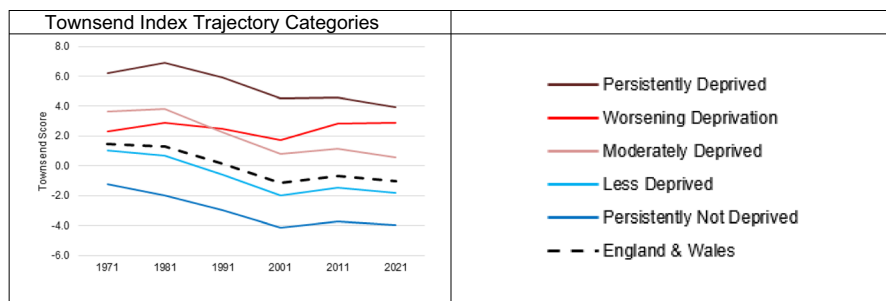 Townsend Index Trajectory Categories
8.0
6.0
4.0
2.0
0.0
-2.0
-4.0
-6.0
Townsend Score
1971 1981 1991 2001 2011 2021
Persistently Deprived
Worsening Deprivation
Moderately Deprived
Less Deprived
Persistently Not Deprived
England & Wales